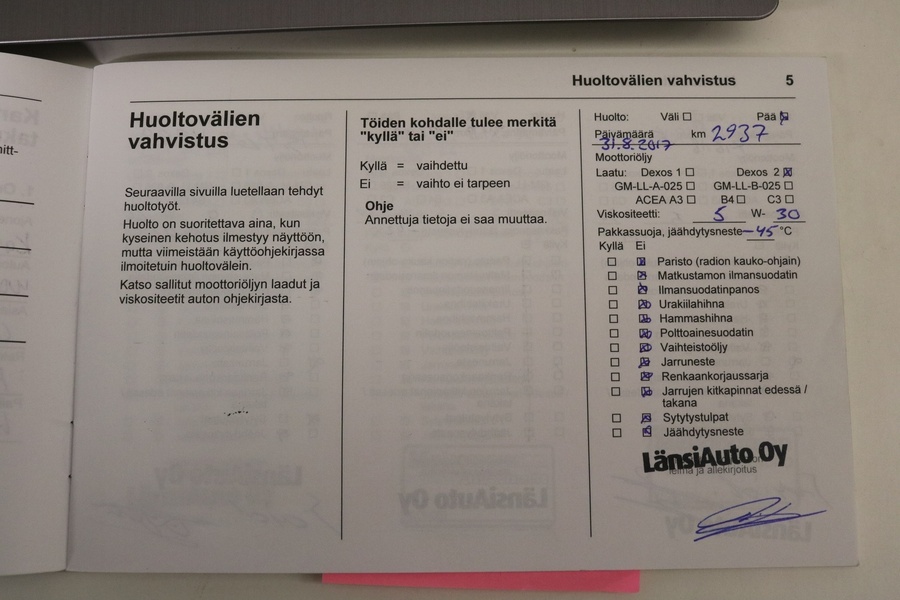 Huoltovälien vahvistus 5
Huoltovälien
vahvistus
Seuraavilla sivuilla luetellaan tehdyt
huoltotyöt.
Huolto on suoritettava aina, kun
kyseinen kehotus ilmestyy näyttöön,
mutta viimeistään käyttöohjekirjassa
ilmoitetuin huoltovälein.
Katso sallitut moottoriöljyn laadut ja
viskositeetit auton ohjekirjasta.
Töiden kohdalle tulee merkitä
"kyllä" tai "ei"
Kyllä = vaihdettu
Ei = vaihto ei tarpeen
Ohje
Annettuja tietoja ei saa muuttaa.
Huolto: Väli ☐ Pää ☒
Päivämäärä km 2937
31.8.2017
Moottoriöljy
Laatu: Dexos 1 ☐ Dexos 2 ☒
GM-LL-A-025 ☐ GM-LL-B-025 ☐
ACEA A3 ☐ B4 ☐ C3 ☐
Viskositeetti: 5 W- 30
Pakkassuoja, jäähdytysneste -45 °C
Kyllä Ei
☐ ☒ Paristo (radion kauko-ohjain)
☐ ☒ Matkustamon ilmansuodatin
☐ ☒ Ilmansuodatinpanos
☐ ☒ Urakiilahihna
☐ ☒ Hammashihna
☐ ☒ Polttoainesuodatin
☐ ☒ Vaihteistoöljy
☐ ☒ Jarruneste
☐ ☒ Renkaankorjaussarja
☐ ☒ Jarrujen kitkapinnat edessä /
takana
☐ ☒ Sytytystulpat
☐ ☒ Jäähdytysneste
LänsiAuto Oy
leima ja allekirjoitus